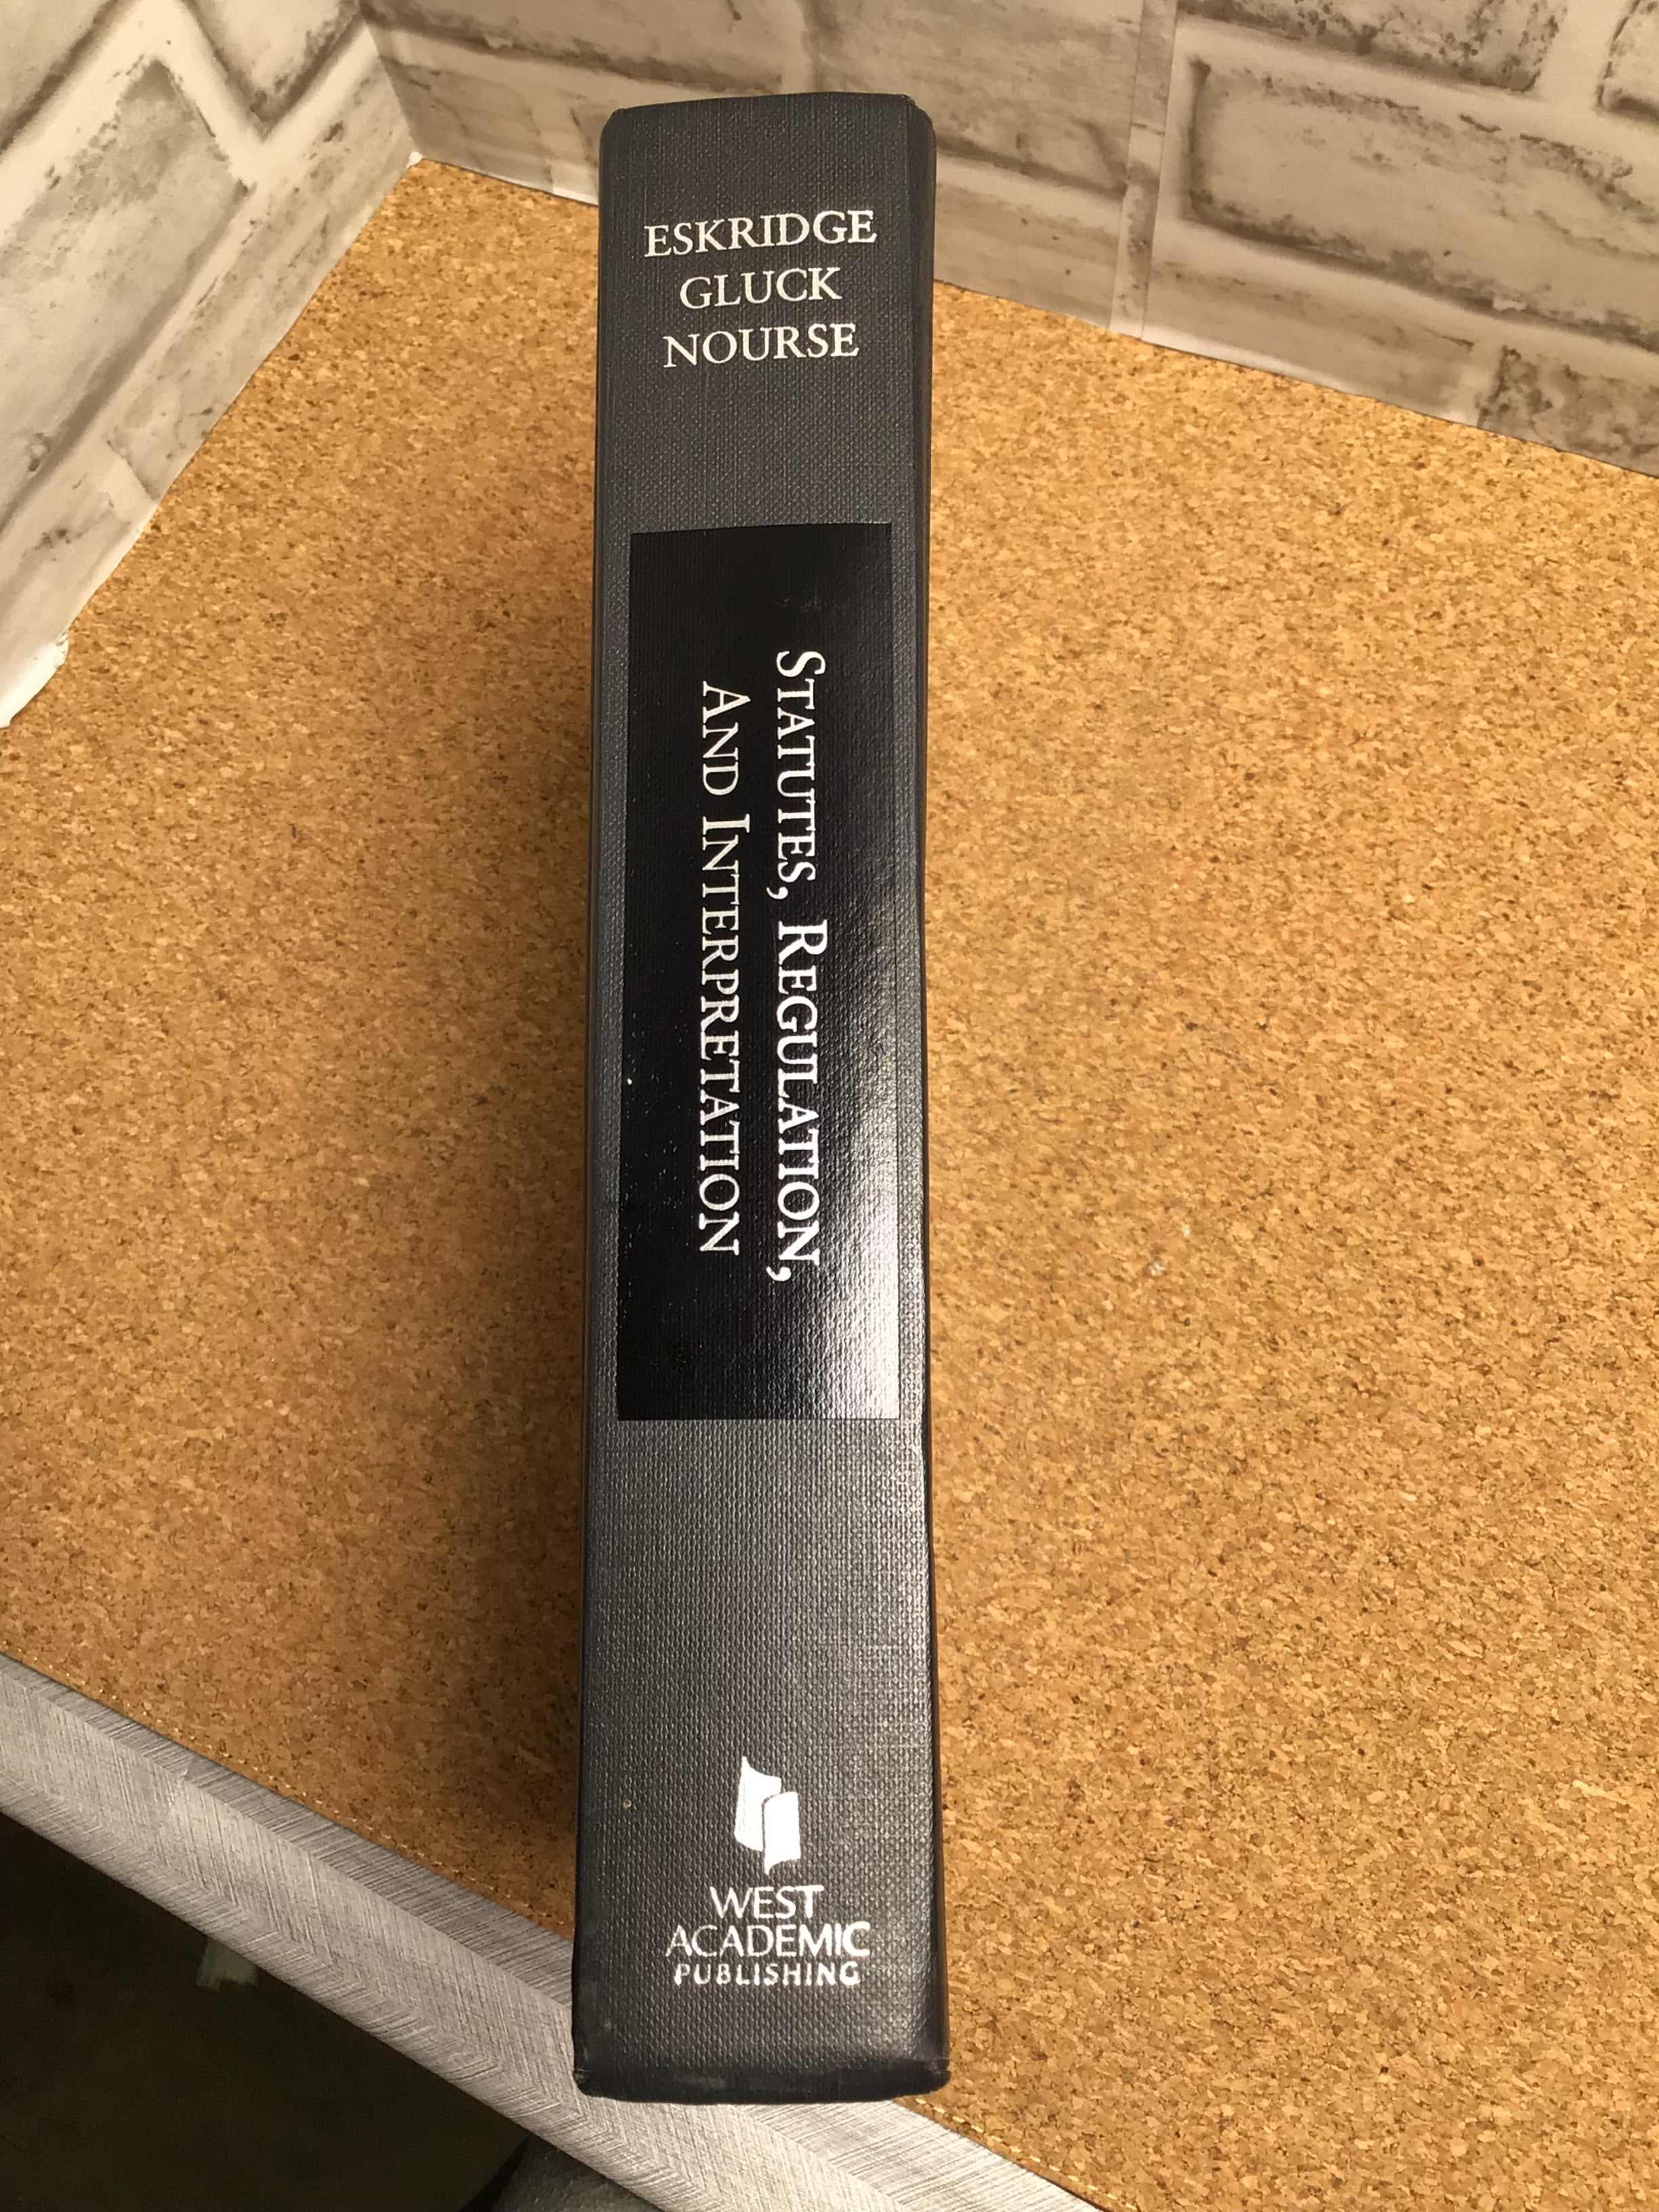 ESKRIDGE
GLUCK
NOURSE
STATUTES, REGULATION,
AND INTERPRETATION
WEST
ACADEMIC
PUBLISHING